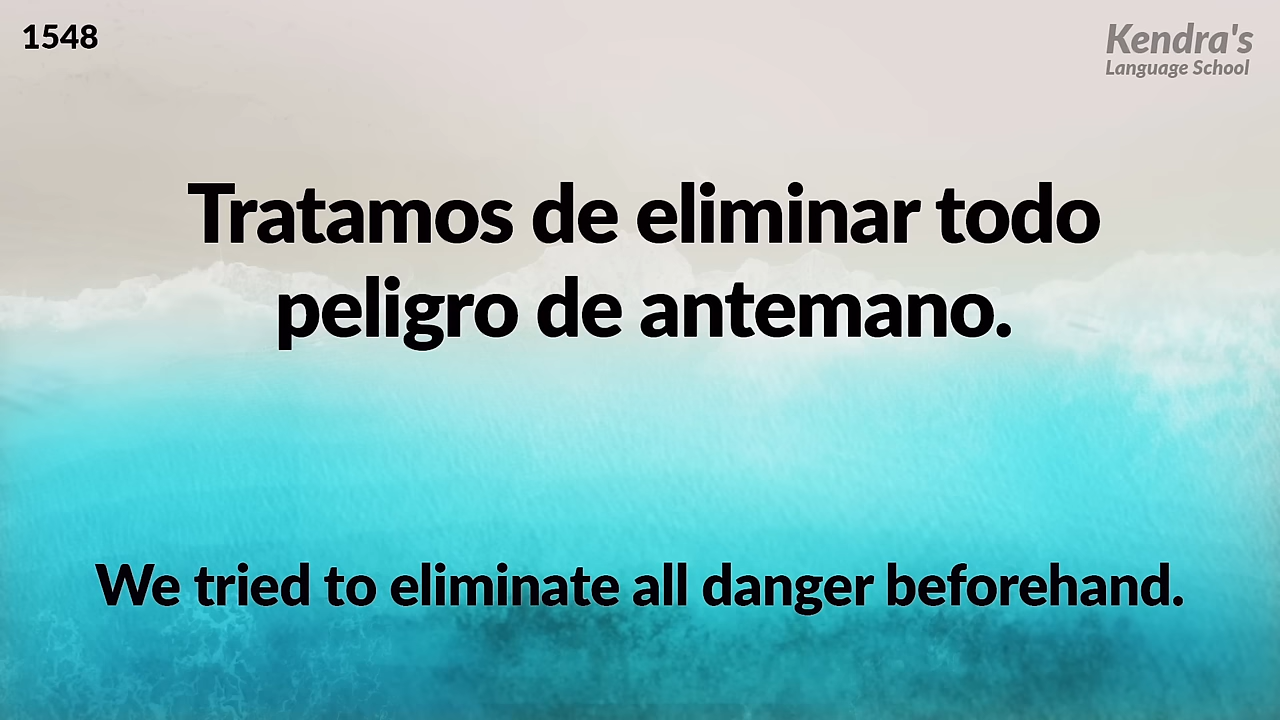 1548
Kendra's
Language School
Tratamos de eliminar todo
peligro de antemano.
We tried to eliminate all danger beforehand.